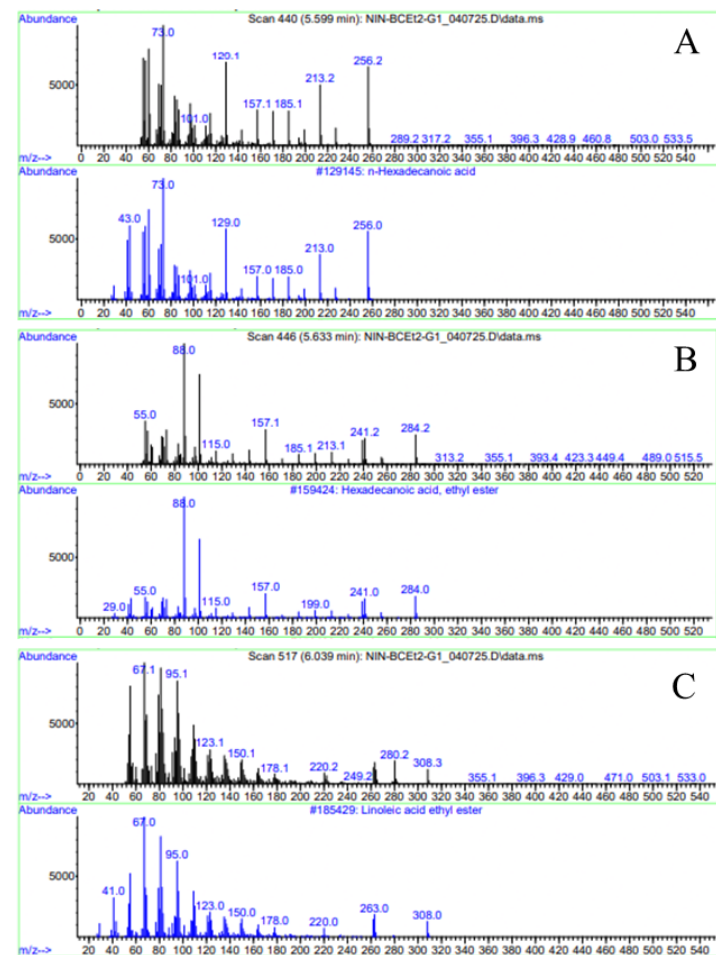 Abundance Scan 440 (5.599 min): NIN-BCEt2-G1_040725.D\data.ms
A
73.0 129.1 256.2
213.2
5000
157.1 185.1
101.0
289.2 317.2 355.1 396.3 428.9 460.8 503.0 533.5
0 20 40 60 80 100 120 140 160 180 200 220 240 260 280 300 320 340 360 380 400 420 440 460 480 500 520 540
m/z-->
Abundance #129145: n-Hexadecanoic acid
73.0
43.0 129.0 256.0
5000
213.0
157.0 185.0
101.0
0 20 40 60 80 100 120 140 160 180 200 220 240 260 280 300 320 340 360 380 400 420 440 460 480 500 520 540
m/z-->
Abundance Scan 446 (5.633 min): NIN-BCEt2-G1_040725.D\data.ms
B
88.0
5000
55.0 157.1 241.2 284.2
115.0 185.1 213.1
313.2 355.1 393.4 423.3 449.4 489.0 515.5
0 20 40 60 80 100 120 140 160 180 200 220 240 260 280 300 320 340 360 380 400 420 440 460 480 500 520
m/z-->
Abundance #159424: Hexadecanoic acid, ethyl ester
88.0
5000
29.0 55.0 115.0 157.0 199.0 241.0 284.0
0 20 40 60 80 100 120 140 160 180 200 220 240 260 280 300 320 340 360 380 400 420 440 460 480 500 520
m/z-->
Abundance Scan 517 (6.039 min): NIN-BCEt2-G1_040725.D\data.ms
C
67.1 95.1
5000
123.1 150.1 178.1 220.2 249.2 280.2 308.3
355.1 396.3 429.0 471.0 503.1 533.0
20 40 60 80 100 120 140 160 180 200 220 240 260 280 300 320 340 360 380 400 420 440 460 480 500 520 540
m/z-->
Abundance #185429: Linoleic acid ethyl ester
67.0
95.0
5000
41.0 123.0 150.0 178.0 220.0 263.0 308.0
20 40 60 80 100 120 140 160 180 200 220 240 260 280 300 320 340 360 380 400 420 440 460 480 500 520 540
m/z-->